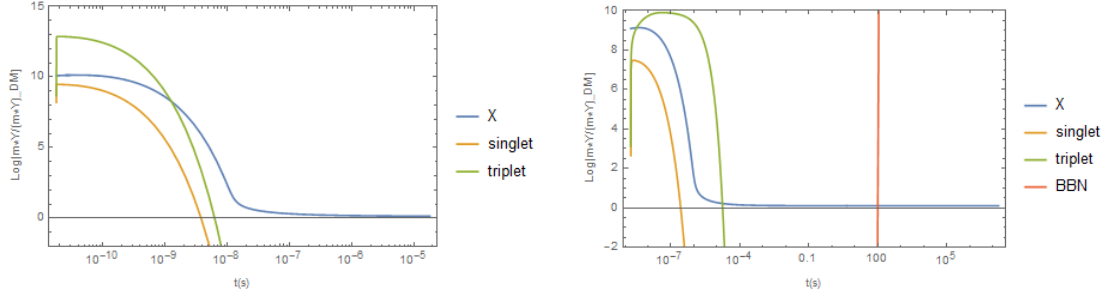 15
10
5
0
Log[m*Y/(m*Y)_DM]
10⁻¹⁰
10⁻⁹
10⁻⁸
10⁻⁷
10⁻⁶
10⁻⁵
t(s)
X
singlet
triplet
10
8
6
4
2
0
-2
Log[m*Y/(m*Y)_DM]
10⁻⁷
10⁻⁴
0.1
100
10⁵
t(s)
X
singlet
triplet
BBN